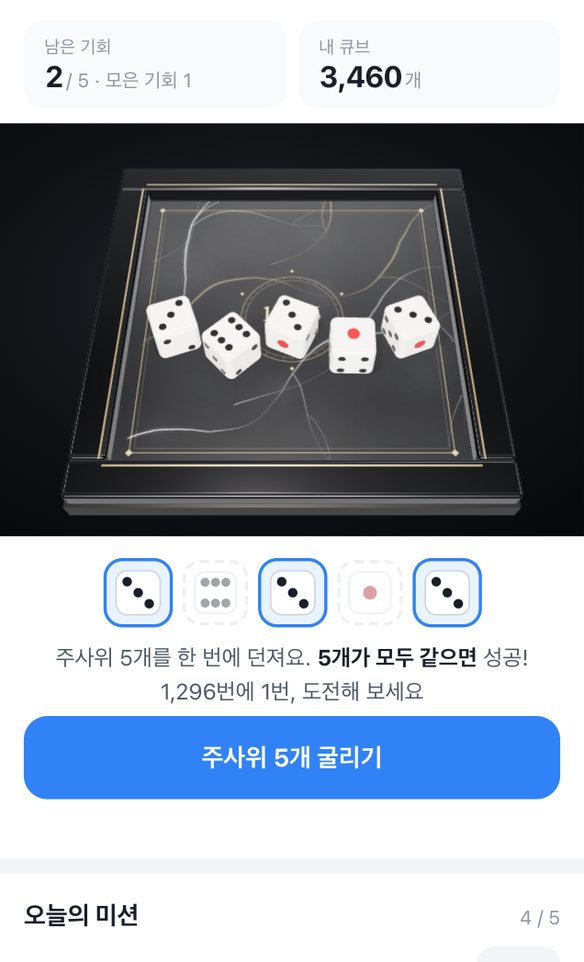 남은 기회
2 / 5 · 모은 기회 1
내 큐브
3,460개
주사위 5개를 한 번에 던져요. 5개가 모두 같으면 성공!
1,296번에 1번, 도전해 보세요
주사위 5개 굴리기
오늘의 미션
4 / 5